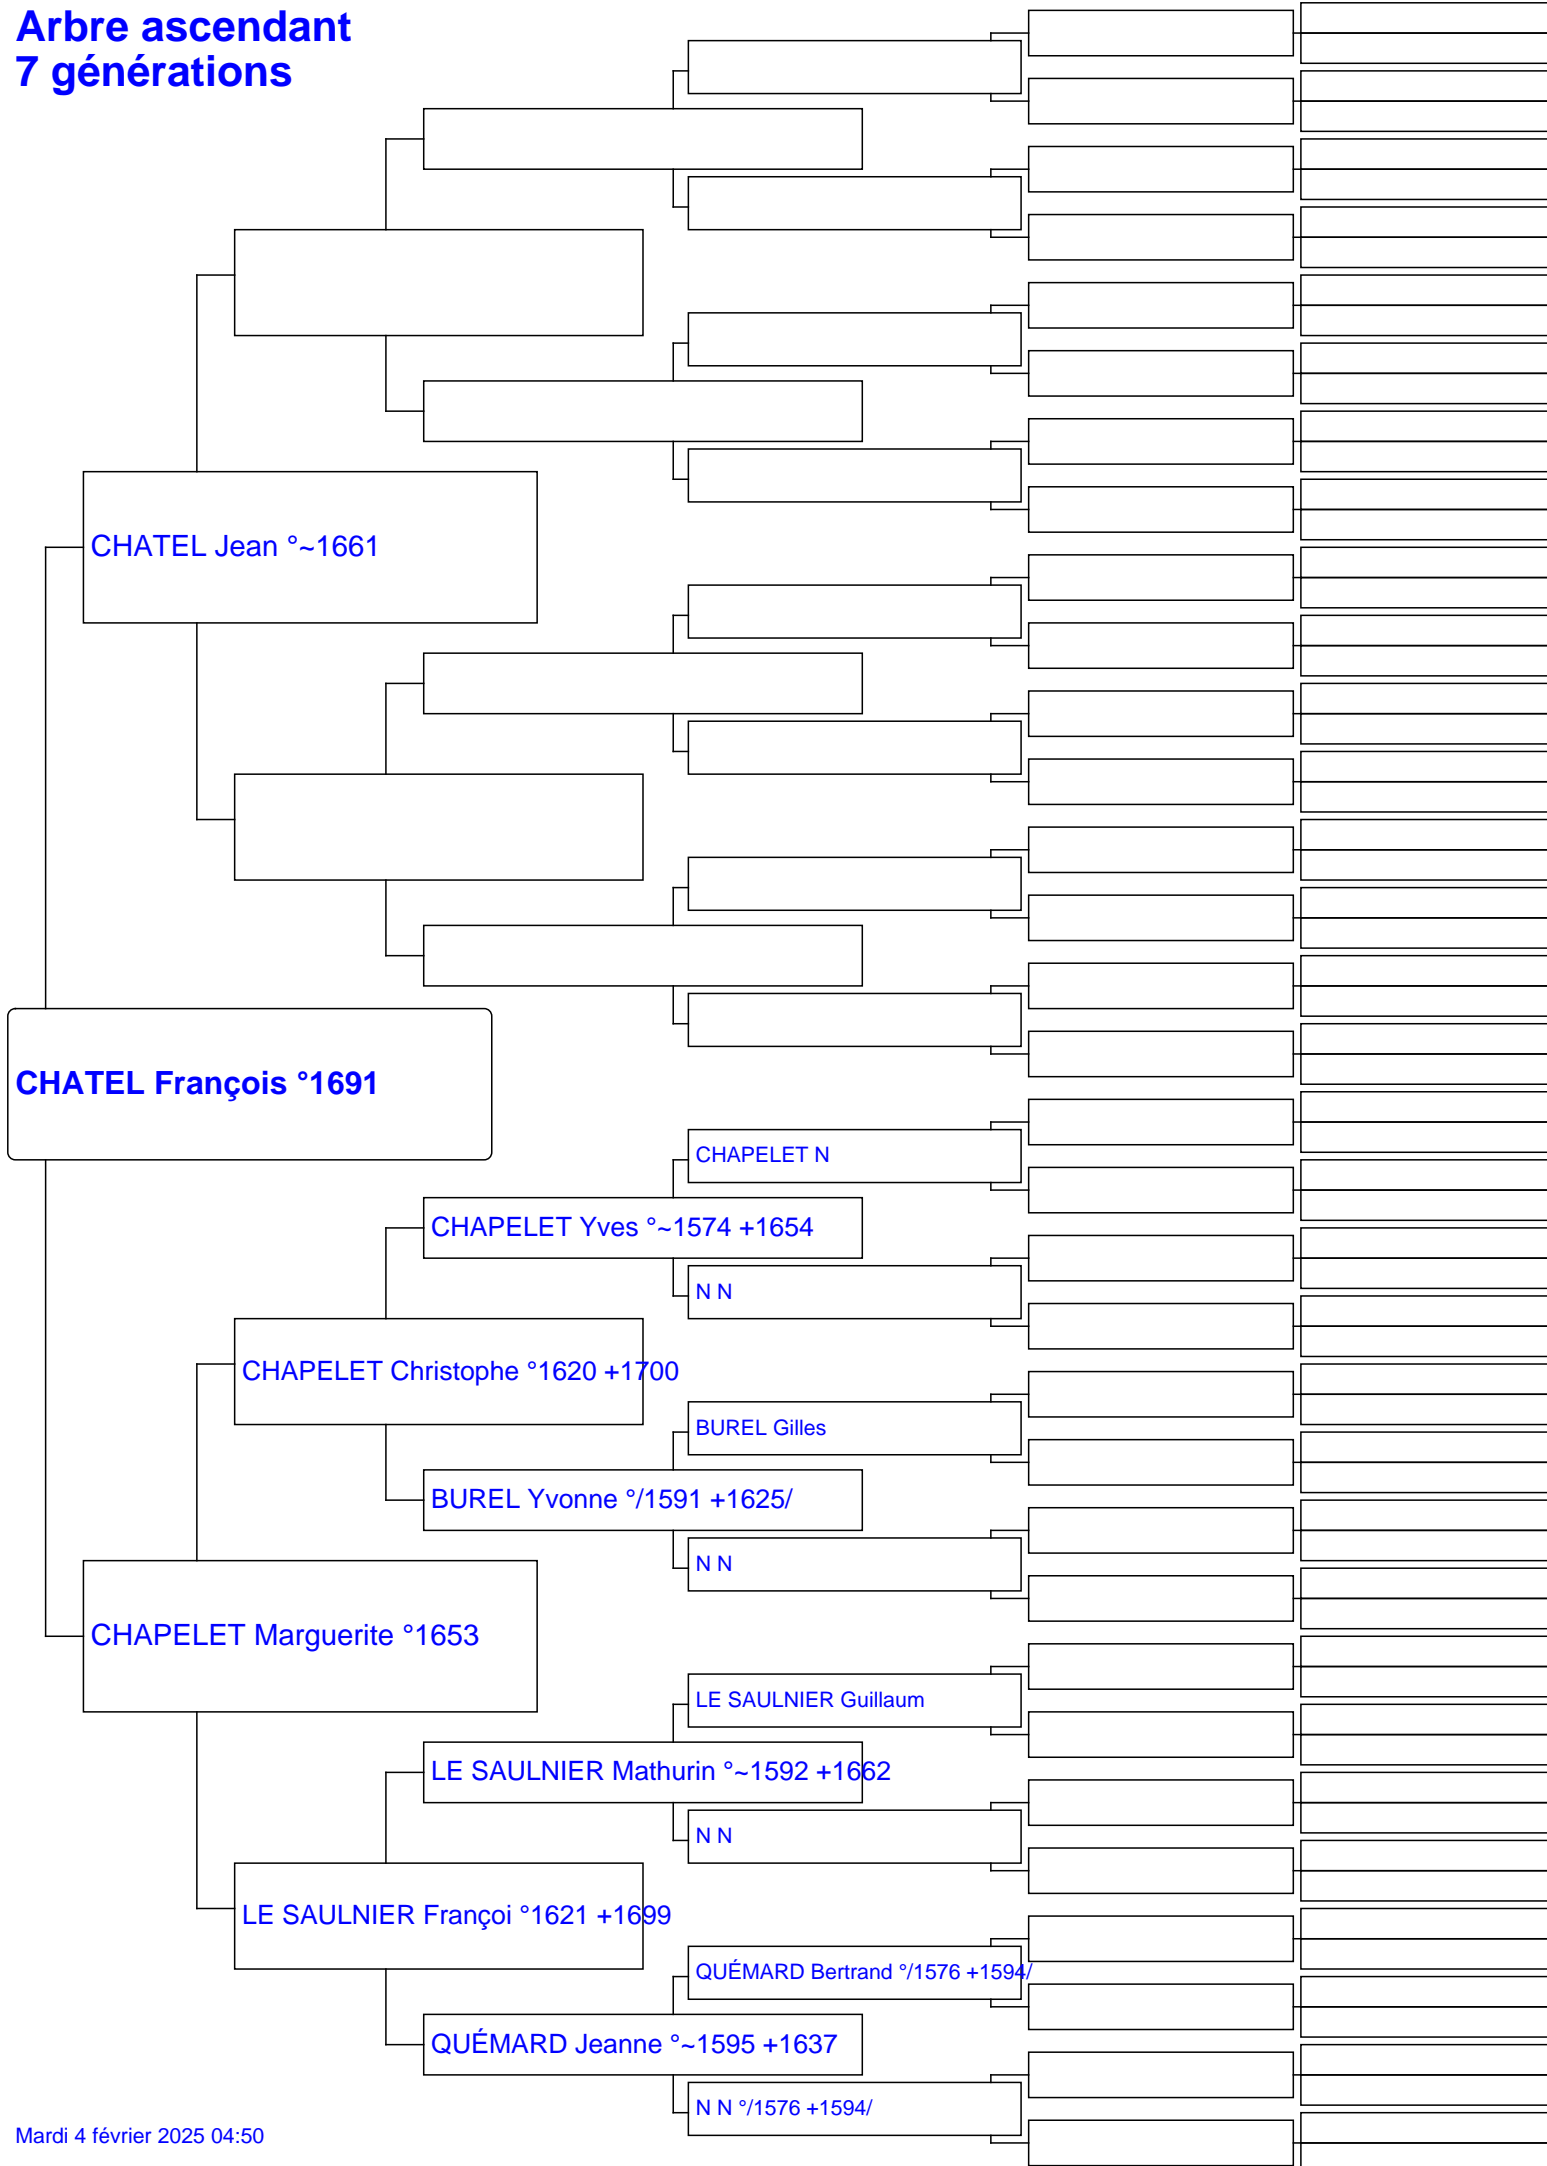 Arbre ascendant
7 générations
CHATEL Jean °~1661
CHATEL François °1691
CHAPELET N
CHAPELET Yves °~1574 +1654
N N
CHAPELET Christophe °1620 +1700
BUREL Gilles
BUREL Yvonne °/1591 +1625/
N N
CHAPELET Marguerite °1653
LE SAULNIER Guillaum
LE SAULNIER Mathurin °~1592 +1662
N N
LE SAULNIER Françoi °1621 +1699
QUÉMARD Bertrand °/1576 +1594/
QUÉMARD Jeanne °~1595 +1637
N N °/1576 +1594/
Mardi 4 février 2025 04:50